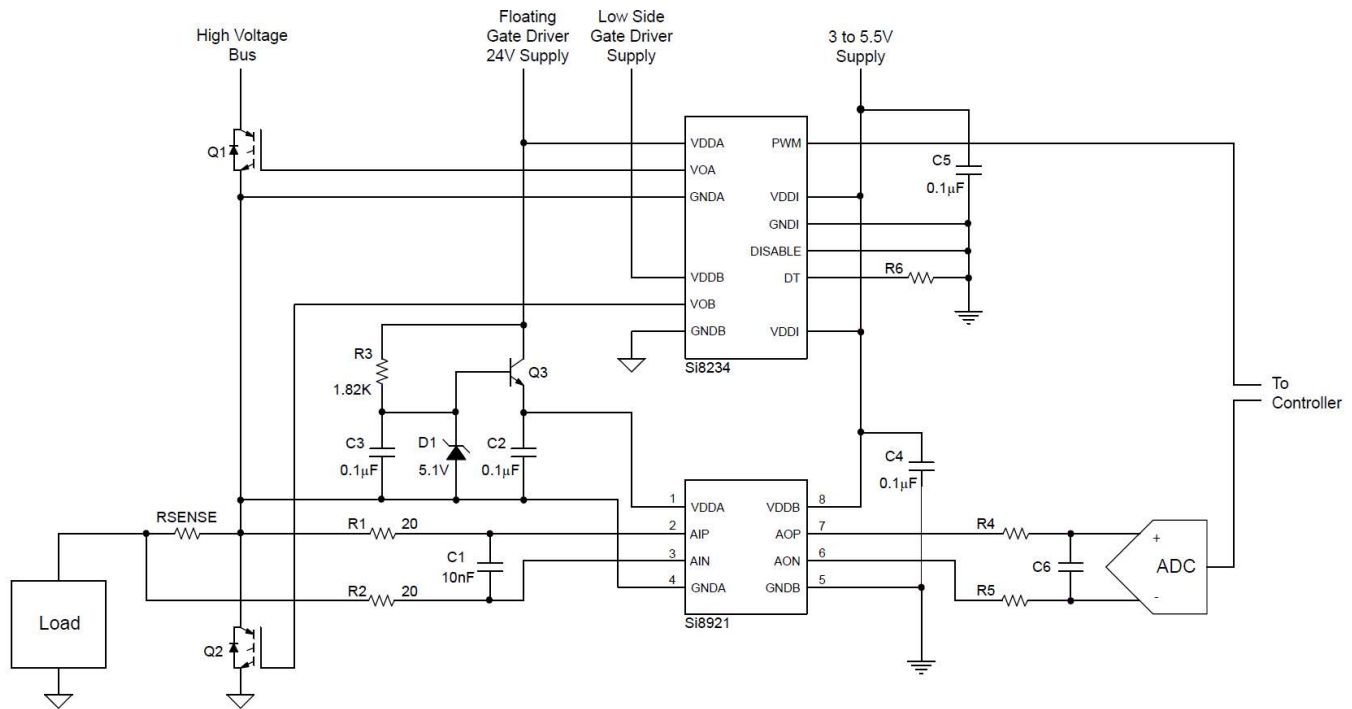 Floating
Gate Driver
24V Supply
Low Side
Gate Driver
Supply
High Voltage
Bus
3 to 5.5V
Supply
Q1
VDDA
VOA
GNDA
VDDB
VOB
GNDB
PWM
VDDI
GNDI
DISABLE
DT
VDDI
Si8234
C5
0.1µF
R6
R3
1.82K
Q3
C3
0.1µF
D1
5.1V
C2
0.1µF
C4
0.1µF
To
Controller
RSENSE
R1 20
C1
10nF
R2 20
1
2
3
4
VDDA
AIP
AIN
GNDA
VDDB
AOP
AON
GNDB
8
7
6
5
Si8921
R4
R5
C6
+
-
ADC
Load
Q2